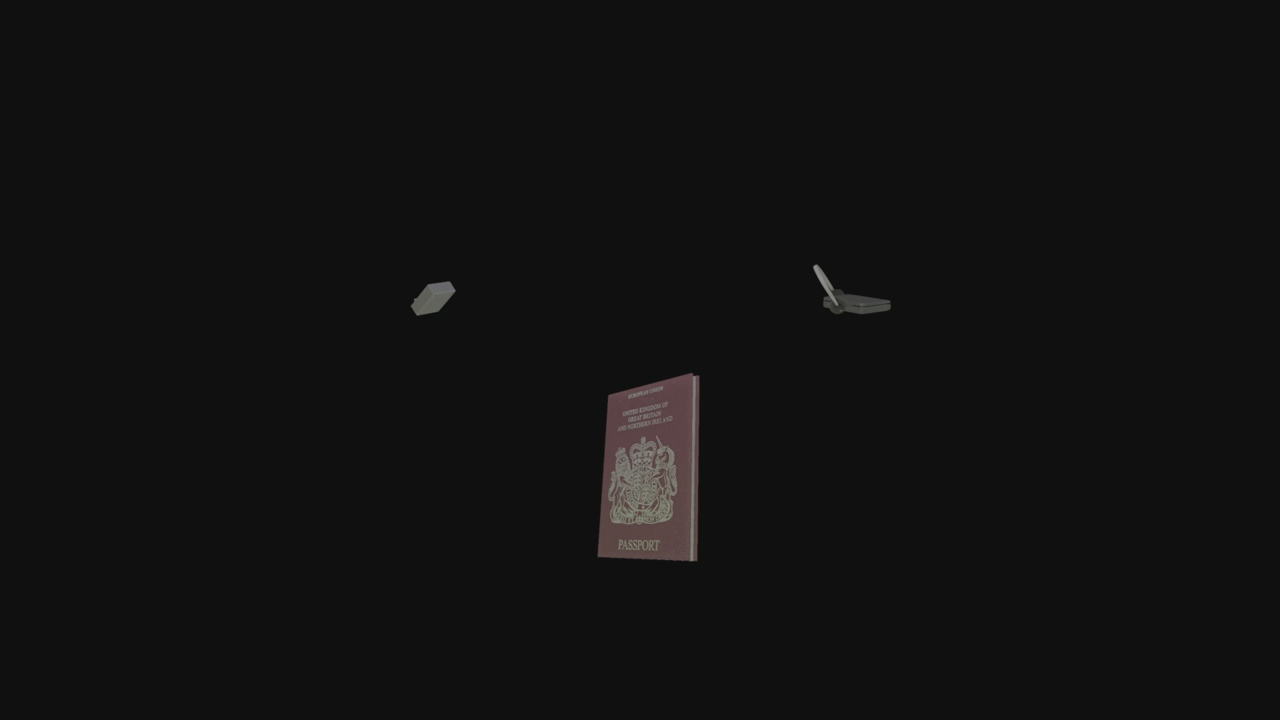 EUROPEAN UNION
UNITED KINGDOM OF
GREAT BRITAIN
AND NORTHERN IRELAND
PASSPORT